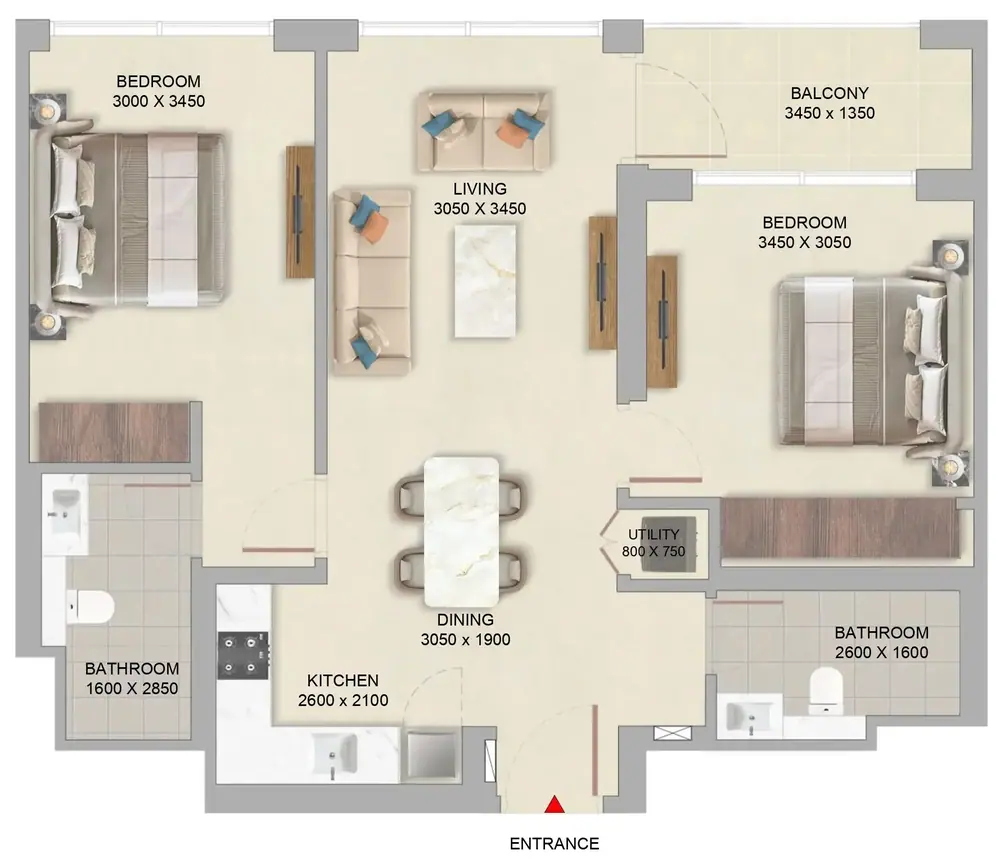 BEDROOM
3000 X 3450
BALCONY
3450 x 1350
LIVING
3050 X 3450
BEDROOM
3450 X 3050
UTILITY
800 X 750
DINING
3050 x 1900
BATHROOM
2600 X 1600
BATHROOM
1600 X 2850
KITCHEN
2600 x 2100
ENTRANCE